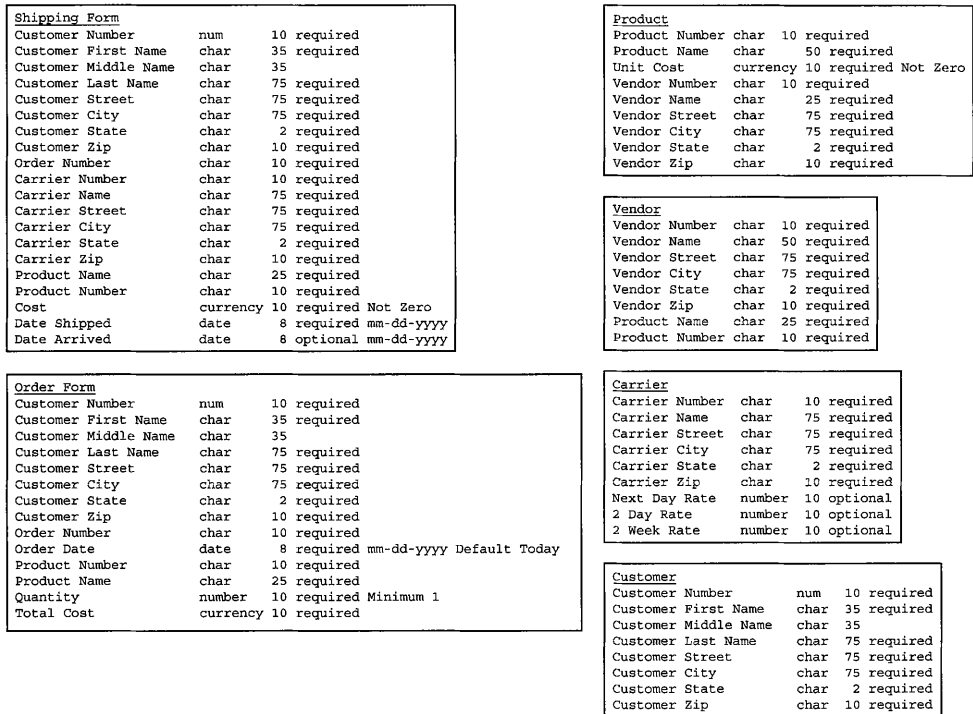 Shipping Form
Customer Number num 10 required
Customer First Name char 35 required
Customer Middle Name char 35
Customer Last Name char 75 required
Customer Street char 75 required
Customer City char 75 required
Customer State char 2 required
Customer Zip char 10 required
Order Number char 10 required
Carrier Number char 10 required
Carrier Name char 75 required
Carrier Street char 75 required
Carrier City char 75 required
Carrier State char 2 required
Carrier Zip char 10 required
Product Name char 25 required
Product Number char 10 required
Cost currency 10 required Not Zero
Date Shipped date 8 required mm-dd-yyyy
Date Arrived date 8 optional mm-dd-yyyy
Order Form
Customer Number num 10 required
Customer First Name char 35 required
Customer Middle Name char 35
Customer Last Name char 75 required
Customer Street char 75 required
Customer City char 75 required
Customer State char 2 required
Customer Zip char 10 required
Order Number char 10 required
Order Date date 8 required mm-dd-yyyy Default Today
Product Number char 10 required
Product Name char 25 required
Quantity number 10 required Minimum 1
Total Cost currency 10 required
Product
Product Number char 10 required
Product Name char 50 required
Unit Cost currency 10 required Not Zero
Vendor Number char 10 required
Vendor Name char 25 required
Vendor Street char 75 required
Vendor City char 75 required
Vendor State char 2 required
Vendor Zip char 10 required
Vendor
Vendor Number char 10 required
Vendor Name char 50 required
Vendor Street char 75 required
Vendor City char 75 required
Vendor State char 2 required
Vendor Zip char 10 required
Product Name char 25 required
Product Number char 10 required
Carrier
Carrier Number char 10 required
Carrier Name char 75 required
Carrier Street char 75 required
Carrier City char 75 required
Carrier State char 2 required
Carrier Zip char 10 required
Next Day Rate number 10 optional
2 Day Rate number 10 optional
2 Week Rate number 10 optional
Customer
Customer Number num 10 required
Customer First Name char 35 required
Customer Middle Name char 35
Customer Last Name char 75 required
Customer Street char 75 required
Customer City char 75 required
Customer State char 2 required
Customer Zip char 10 required